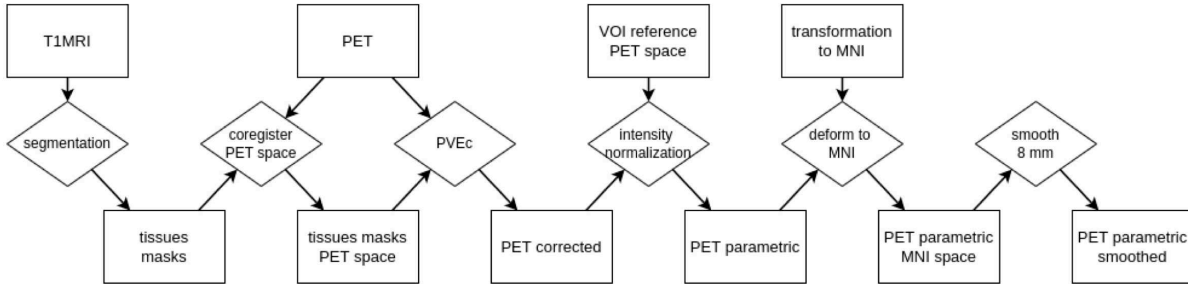 T1MRI
PET
VOI reference
PET space
transformation
to MNI
segmentation
coregister
PET space
PVEc
intensity
normalization
deform to
MNI
smooth
8 mm
tissues
masks
tissues masks
PET space
PET corrected
PET parametric
PET parametric
MNI space
PET parametric
smoothed